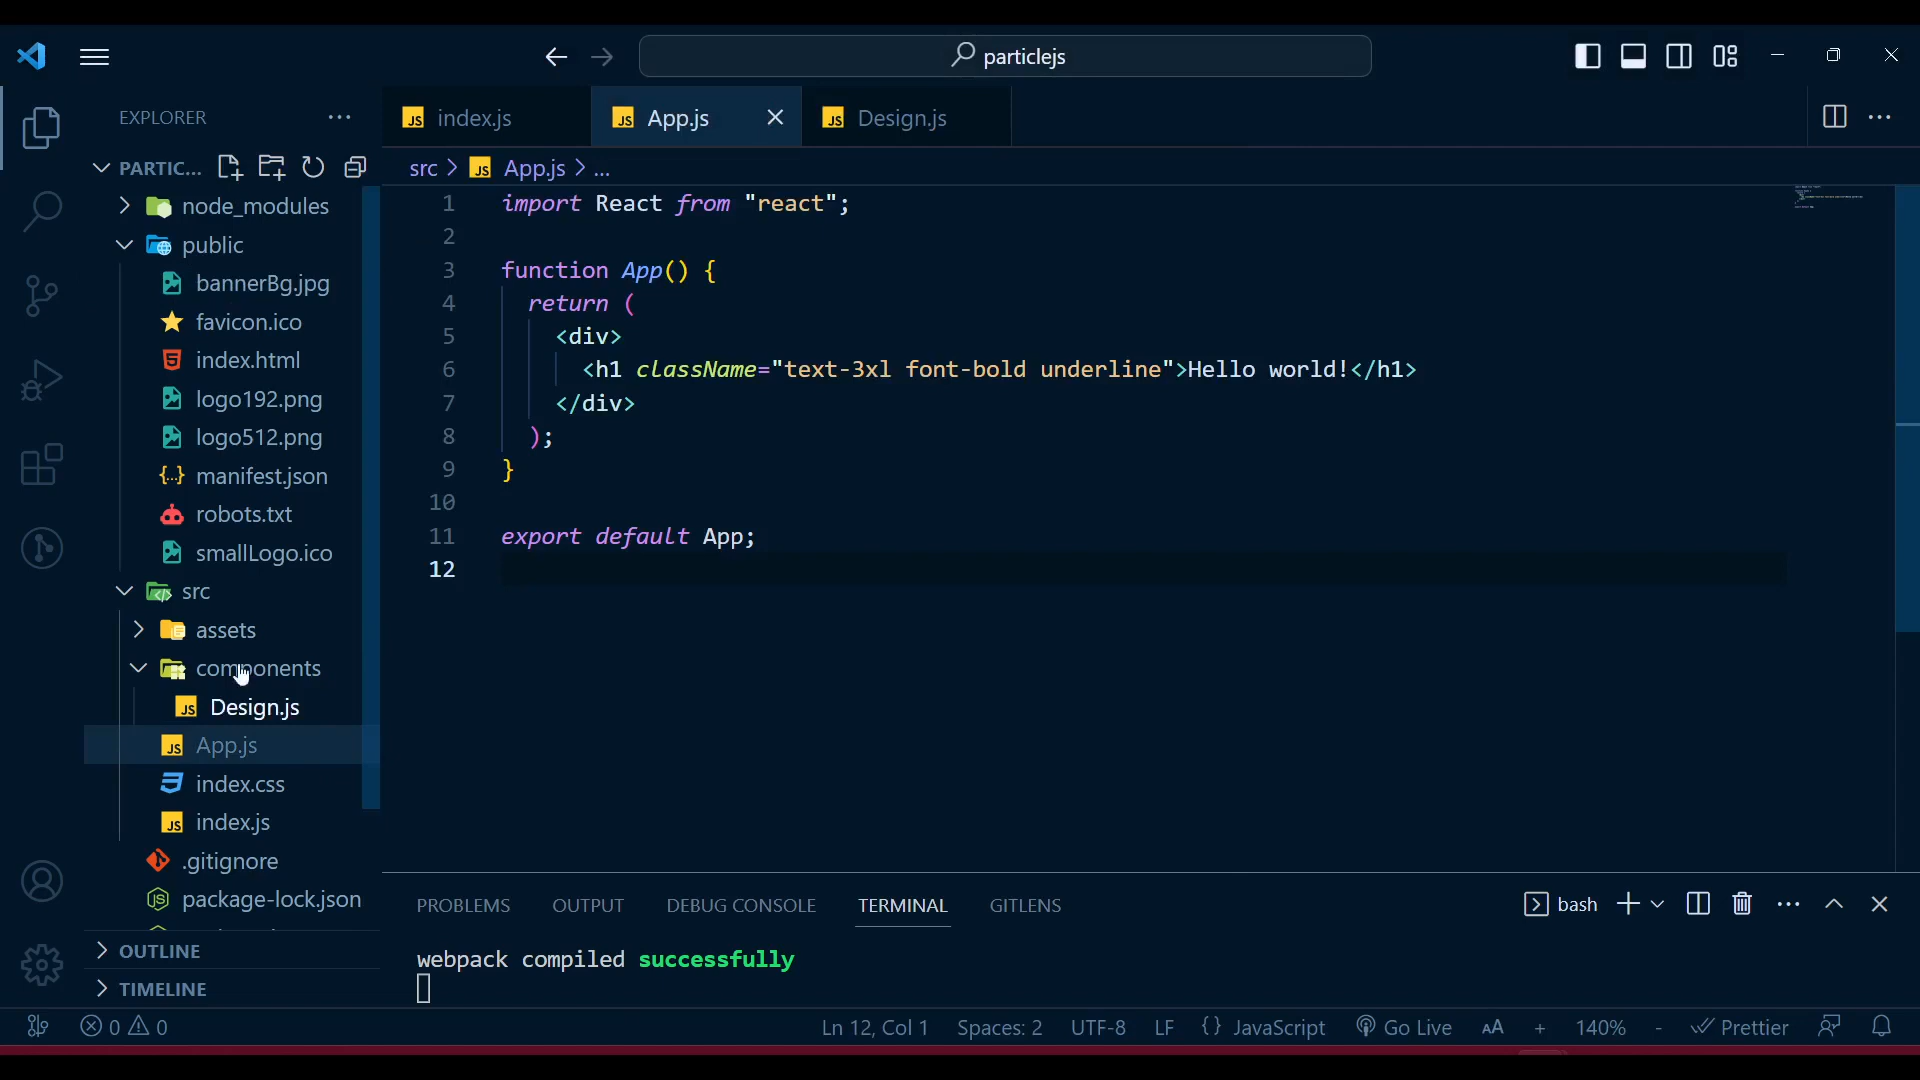 particlejs
EXPLORER ...
index.js
App.js
Design.js
PARTIC...
src > JS App.js > ...
node_modules
public
bannerBg.jpg
favicon.ico
index.html
logo192.png
logo512.png
manifest.json
robots.txt
smallLogo.ico
src
assets
components
Design.js
App.js
index.css
index.js
.gitignore
package-lock.json
OUTLINE
TIMELINE
1 import React from "react";
2
3 function App() {
4 return (
5 <div>
6 <h1 className="text-3xl font-bold underline">Hello world!</h1>
7 </div>
8 );
9 }
10
11 export default App;
12
PROBLEMS OUTPUT DEBUG CONSOLE TERMINAL GITLENS
bash
webpack compiled successfully
0 0
Ln 12, Col 1 Spaces: 2 UTF-8 LF {} JavaScript Go Live AA + 140% - Prettier